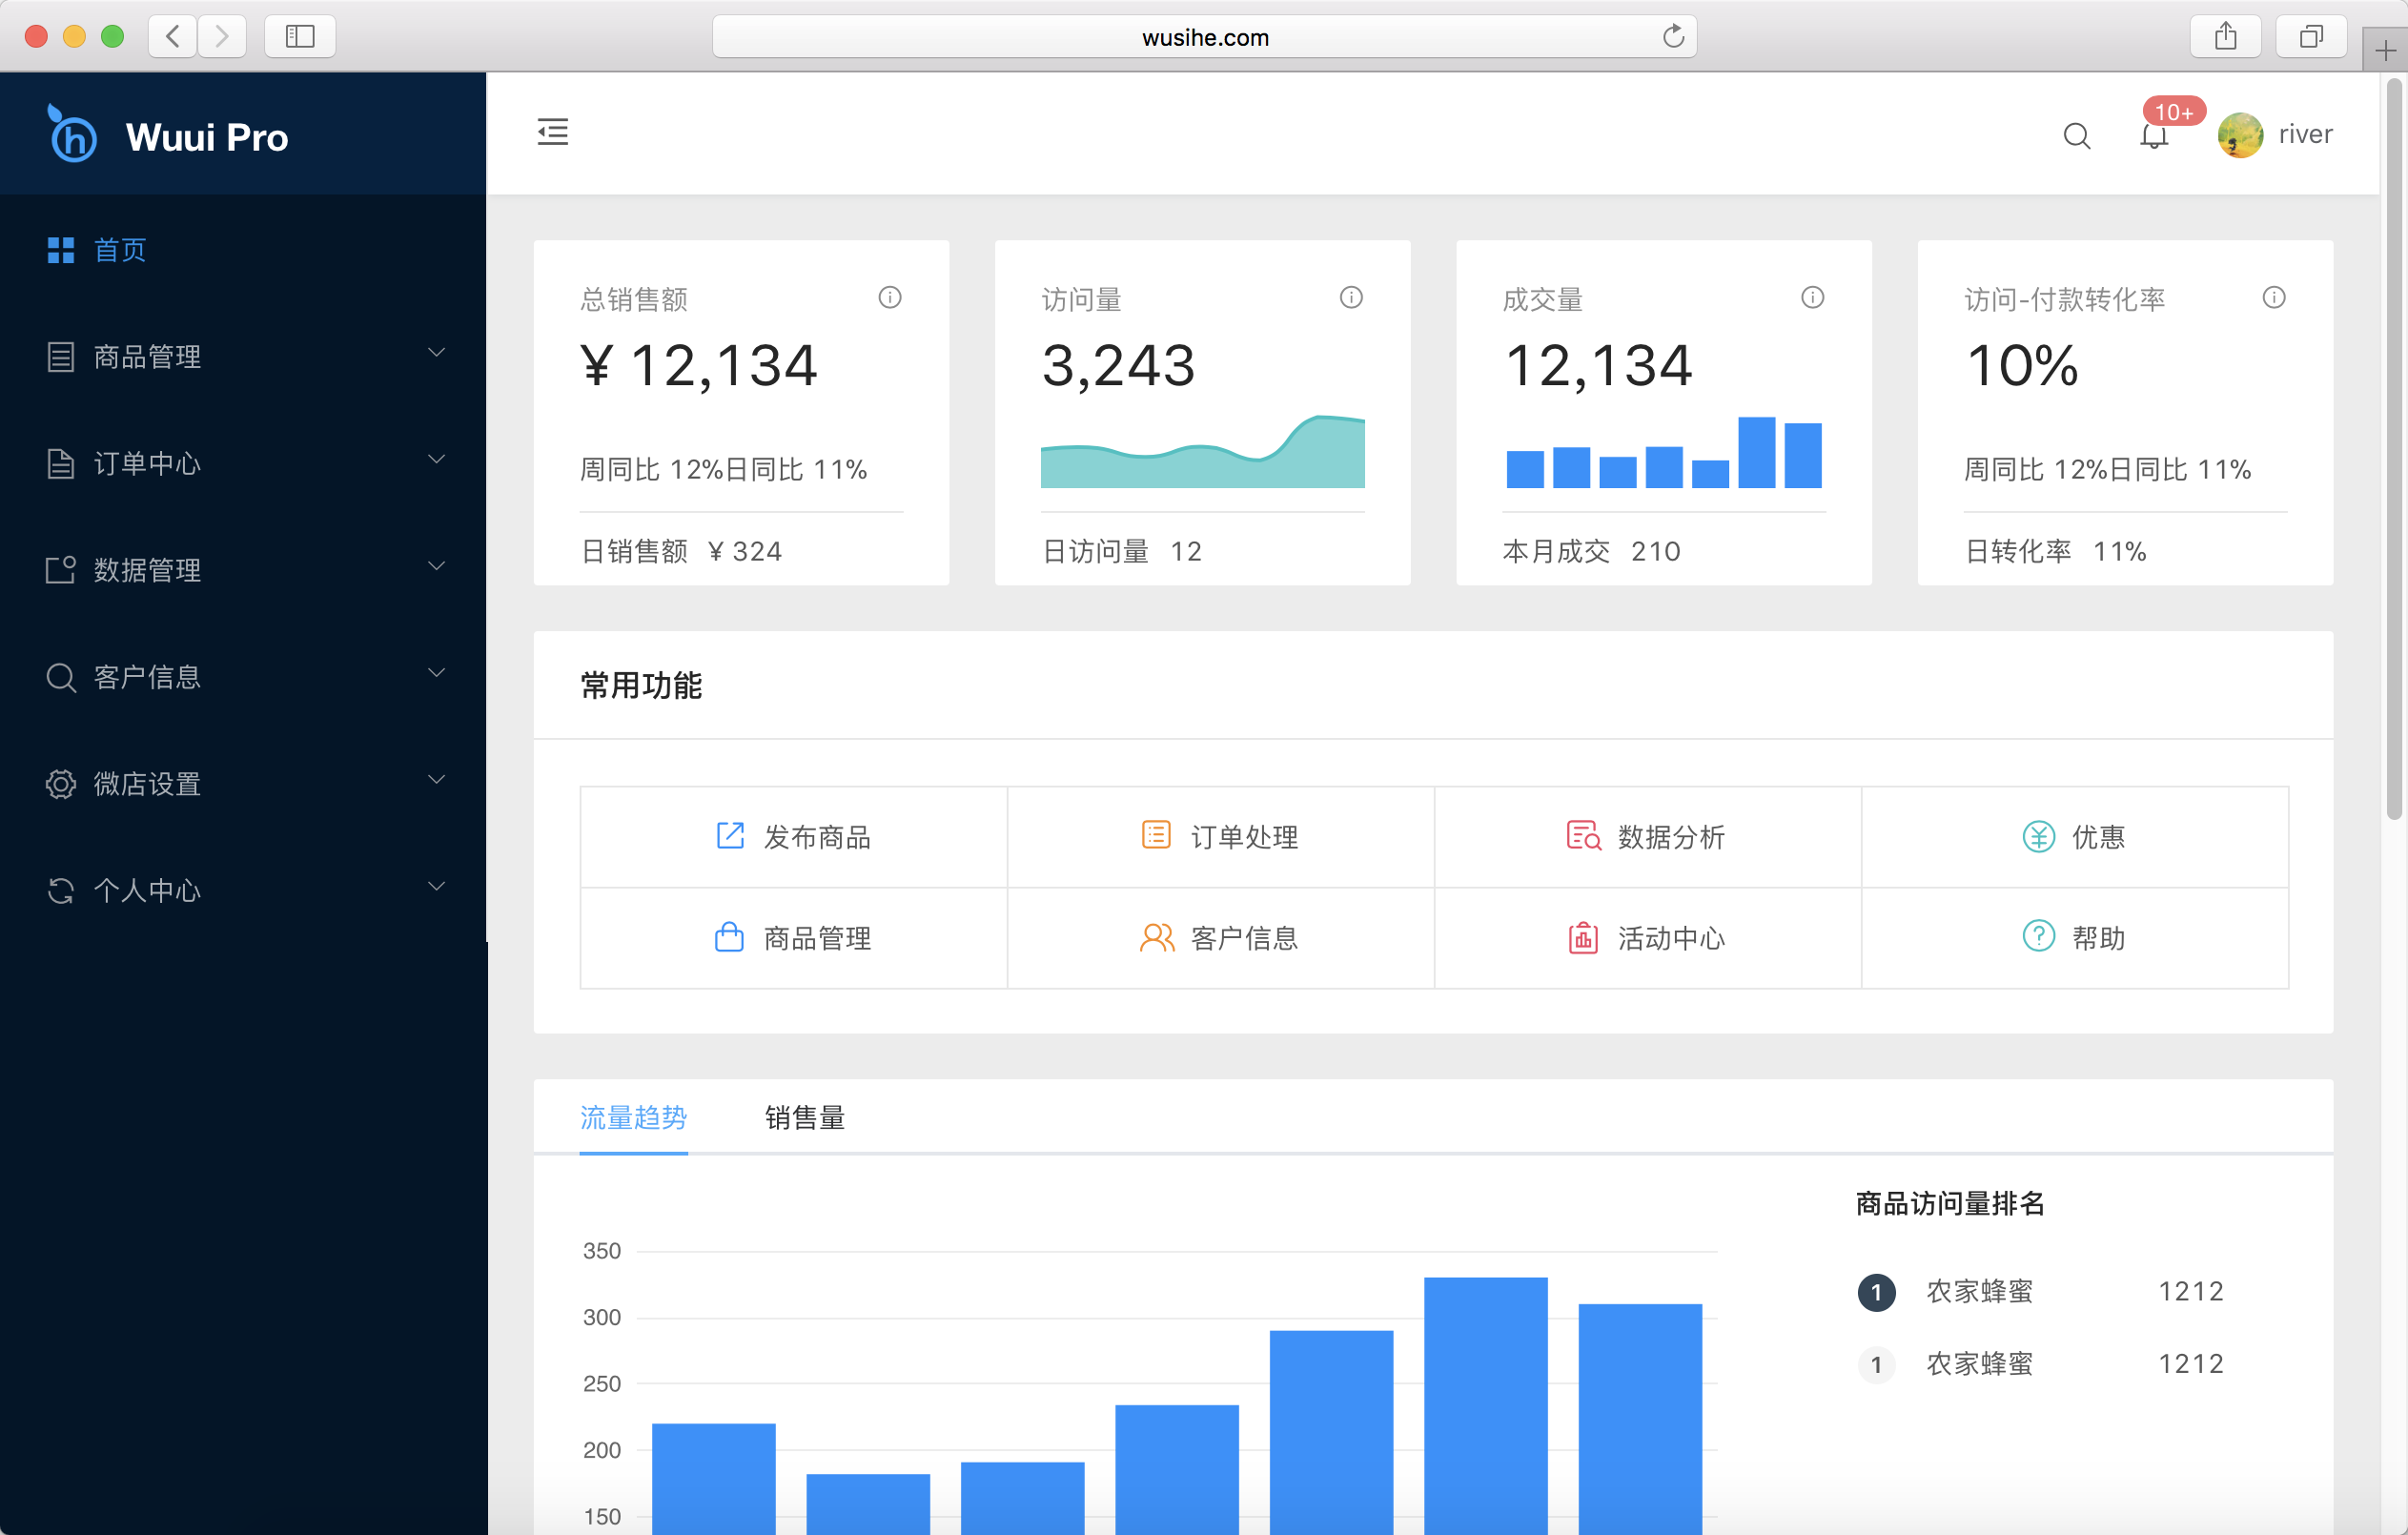 wusihe.com
Wuui Pro
10+
river
首页
商品管理
订单中心
数据管理
客户信息
微店设置
个人中心
总销售额
¥ 12,134
周同比 12%日同比 11%
日销售额 ¥ 324
访问量
3,243
日访问量 12
成交量
12,134
本月成交 210
访问-付款转化率
10%
周同比 12%日同比 11%
日转化率 11%
常用功能
发布商品
订单处理
数据分析
优惠
商品管理
客户信息
活动中心
帮助
流量趋势
销售量
350
300
250
200
150
商品访问量排名
1 农家蜂蜜 1212
1 农家蜂蜜 1212